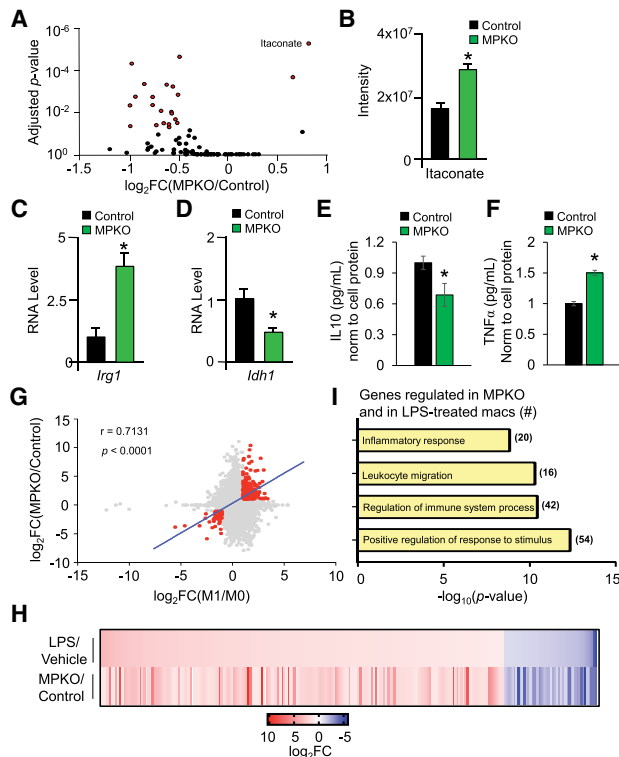 A
Adjusted p-value
10-6
10-4
10-2
100
Itaconate
-1.5 -1 -0.5 0 0.5 1
log2FC(MPKO/Control)
B
Control
MPKO
Intensity
4x107
2x107
0
*
Itaconate
C
Control
MPKO
RNA Level
5
2.5
0
*
Irg1
D
Control
MPKO
RNA Level
2
1
0
*
Idh1
E
Control
MPKO
IL10 (pg/mL)
norm to cell protein
1.2
0.9
0.6
0.3
0
*
F
Control
MPKO
TNFα (pg/mL)
Norm to cell protein
2
1.5
1
0.5
0
*
G
r = 0.7131
p < 0.0001
log2FC(MPKO/Control)
15
10
5
0
-5
-10
-15 -10 -5 0 5 10
log2FC(M1/M0)
I
Genes regulated in MPKO
and in LPS-treated macs (#)
Inflammatory response (20)
Leukocyte migration (16)
Regulation of immune system process (42)
Positive regulation of response to stimulus (54)
0 5 10 15
-log10(p-value)
H
LPS/
Vehicle
MPKO/
Control
10 5 0 -5
log2FC